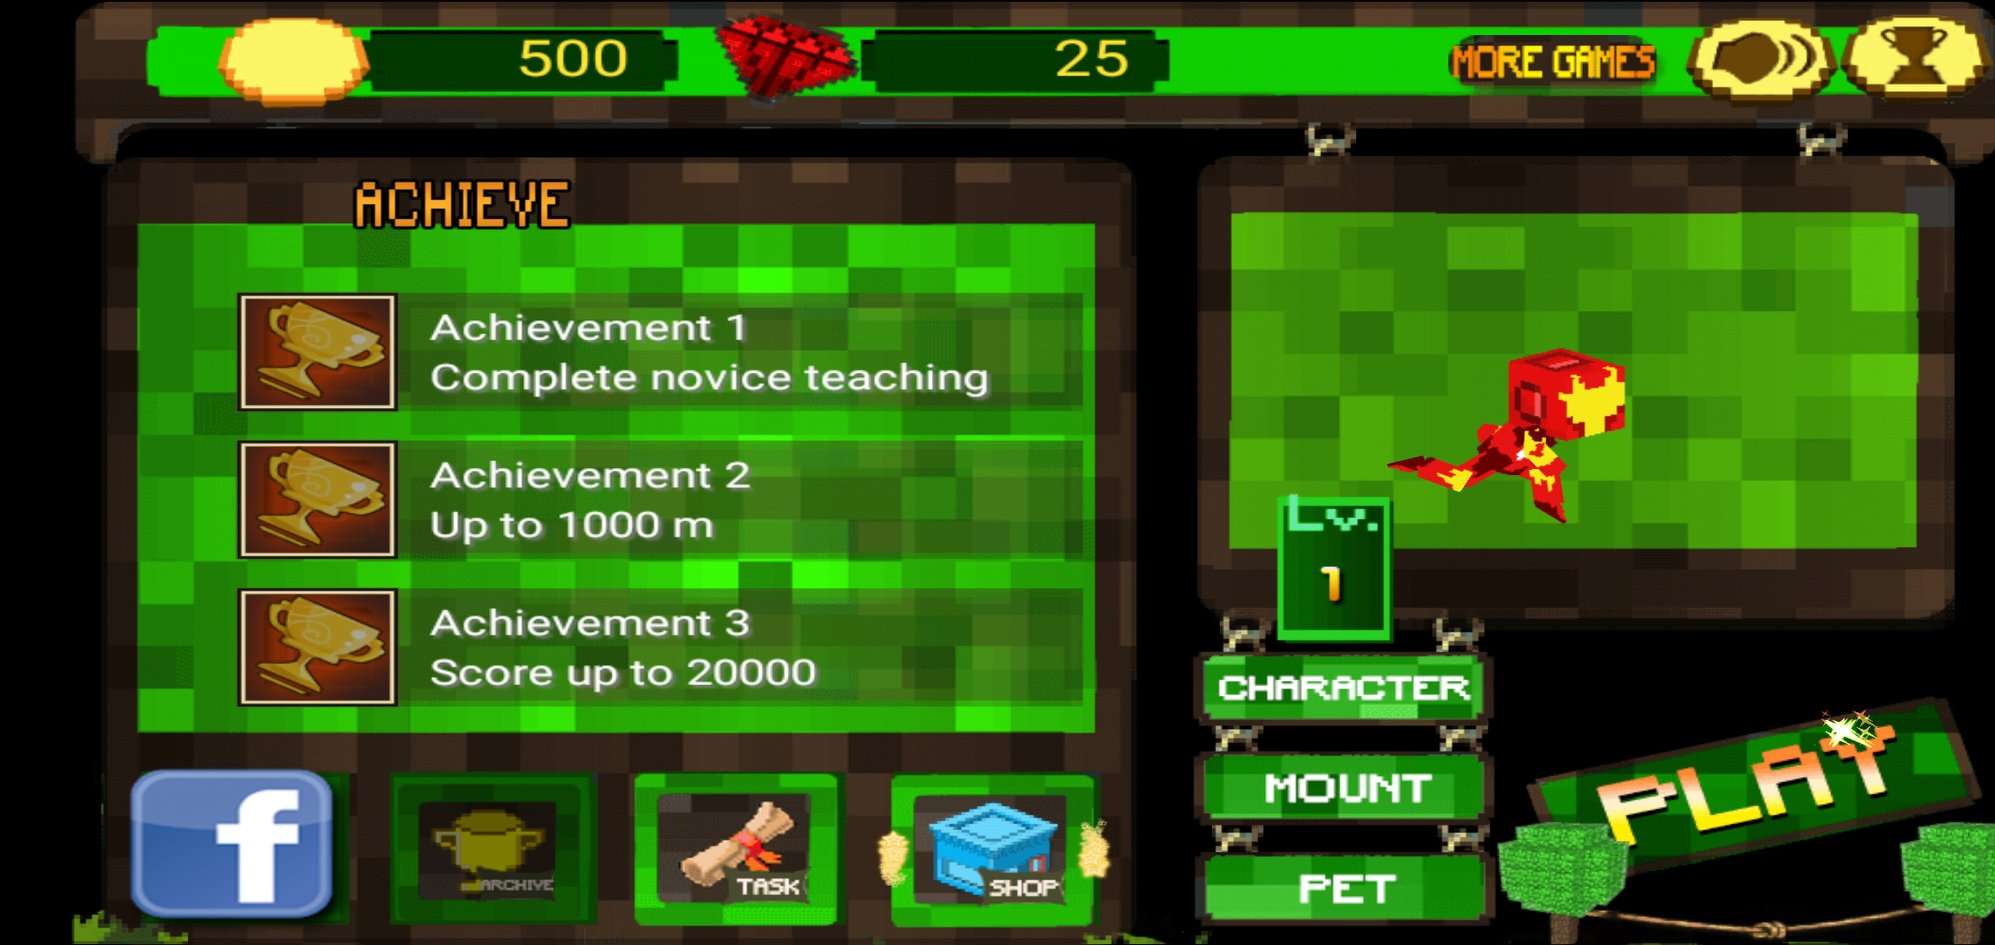 500
25
MORE GAMES
ACHIEVE
Achievement 1
Complete novice teaching
Achievement 2
Up to 1000 m
Achievement 3
Score up to 20000
f
ARCHIVE
TASK
SHOP
Lv.
1
CHARACTER
MOUNT
PET
PLAY